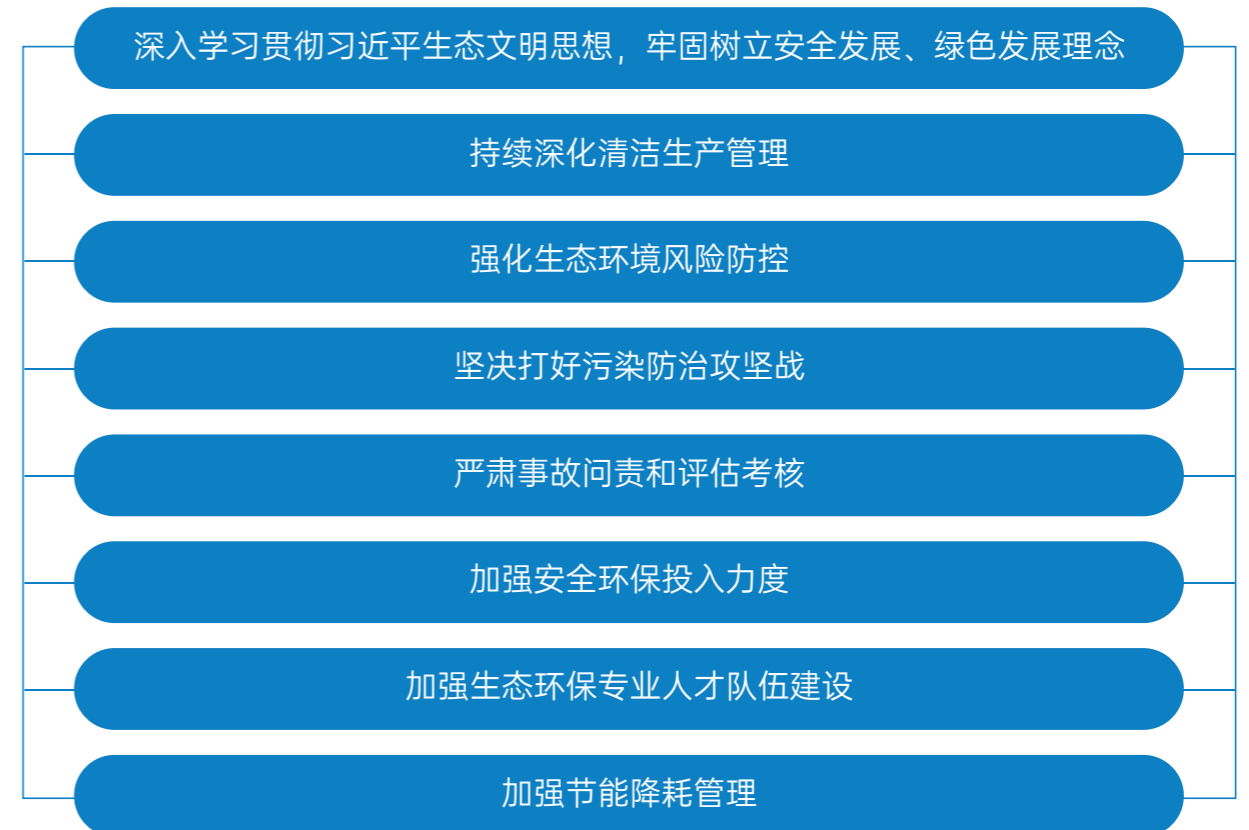 深入学习贯彻习近平生态文明思想，牢固树立安全发展、绿色发展理念
持续深化清洁生产管理
强化生态环境风险防控
坚决打好污染防治攻坚战
严肃事故问责和评估考核
加强安全环保投入力度
加强生态环保专业人才队伍建设
加强节能降耗管理